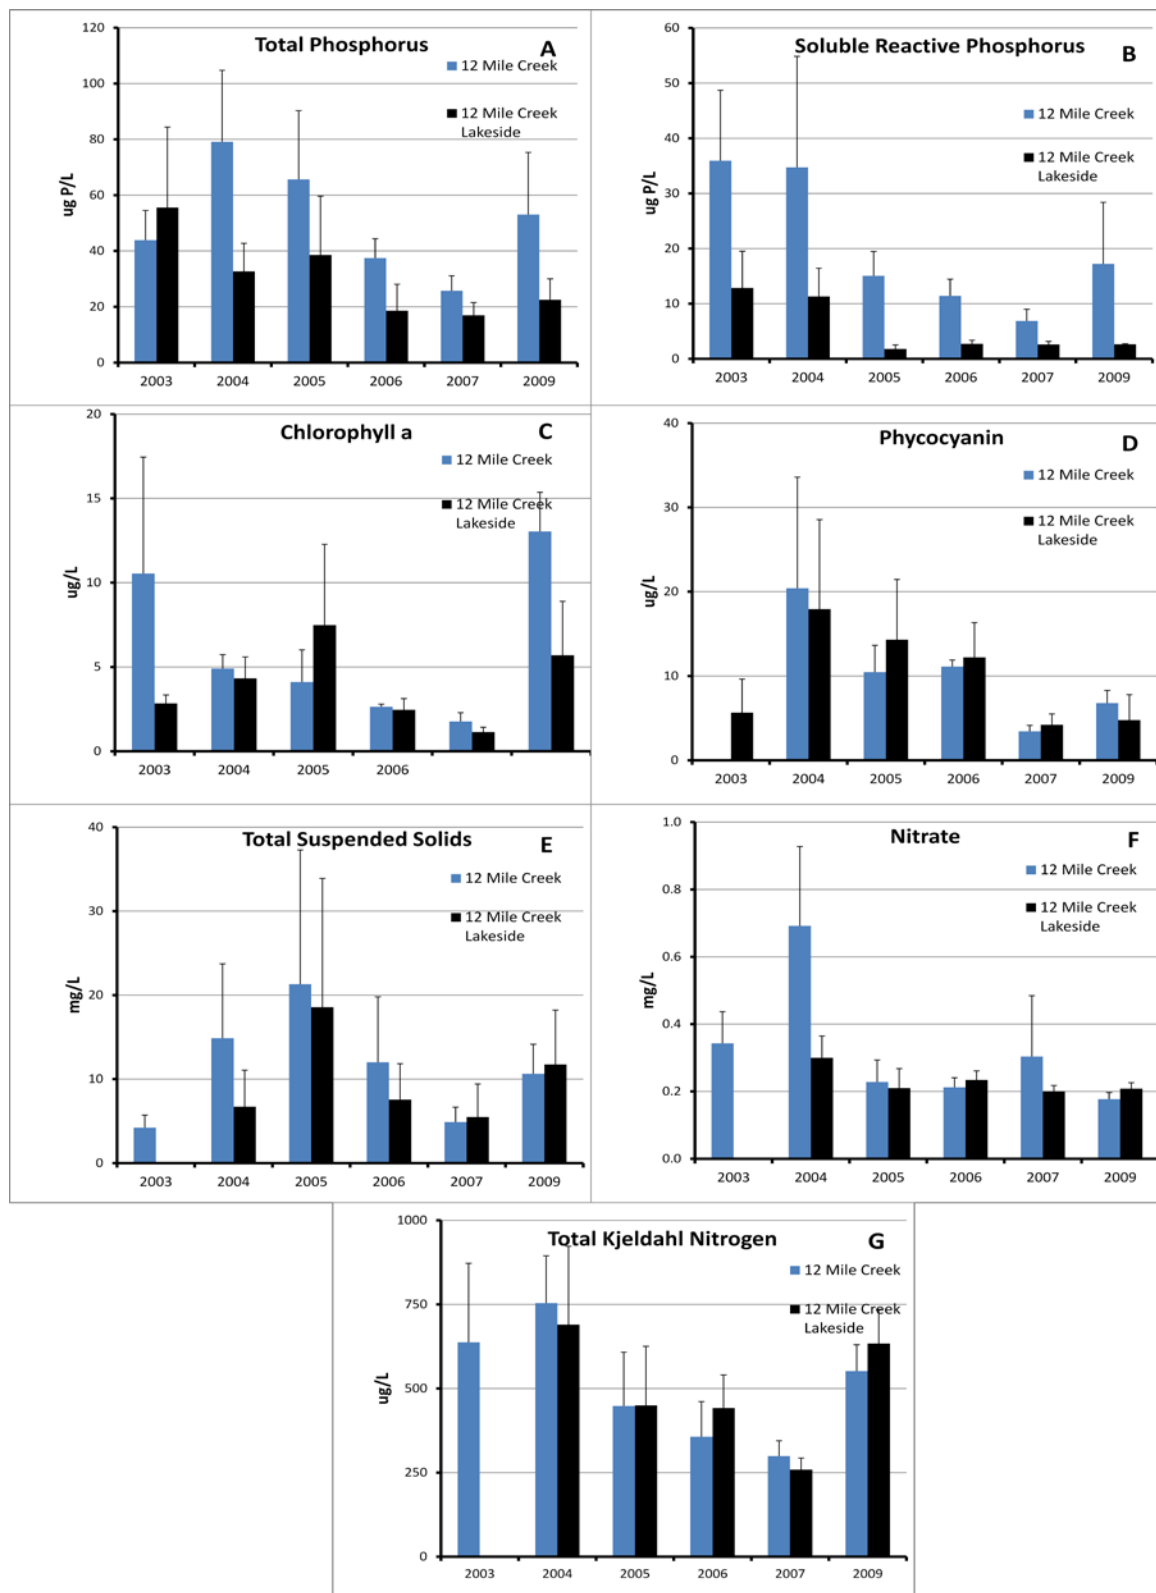 Total Phosphorus
A
12 Mile Creek
12 Mile Creek
Lakeside
ug P/L
120
100
80
60
40
20
0
2003 2004 2005 2006 2007 2009
Soluble Reactive Phosphorus
B
12 Mile Creek
12 Mile Creek
Lakeside
ug P/L
60
50
40
30
20
10
0
2003 2004 2005 2006 2007 2009
Chlorophyll a
C
12 Mile Creek
12 Mile Creek
Lakeside
ug/L
20
15
10
5
0
2003 2004 2005 2006
Phycocyanin
D
12 Mile Creek
12 Mile Creek
Lakeside
ug/L
40
30
20
10
0
2003 2004 2005 2006 2007 2009
Total Suspended Solids
E
12 Mile Creek
12 Mile Creek
Lakeside
mg/L
40
30
20
10
0
2003 2004 2005 2006 2007 2009
Nitrate
F
12 Mile Creek
12 Mile Creek
Lakeside
mg/L
1.0
0.8
0.6
0.4
0.2
0.0
2003 2004 2005 2006 2007 2009
Total Kjeldahl Nitrogen
G
12 Mile Creek
12 Mile Creek
Lakeside
ug/L
1000
750
500
250
0
2003 2004 2005 2006 2007 2009